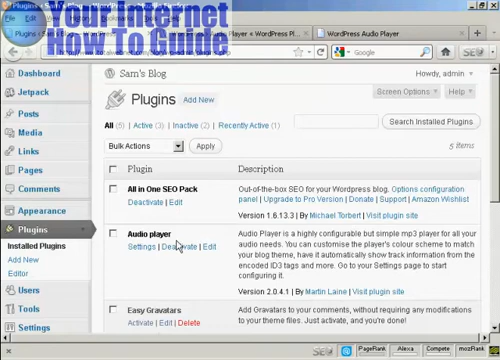 Your Internet
How To Guide
WordPress Audio Player
Sam's Blog
Howdy, admin
Dashboard
Jetpack
Posts
Media
Links
Pages
Comments
Appearance
Plugins
Installed Plugins
Add New
Editor
Users
Tools
Settings
Plugins Add New
Screen Options Help
All (5) | Active (3) | Inactive (2) | Recently Active (1)
Search Installed Plugins
Bulk Actions Apply 5 items
Plugin Description
All in One SEO Pack
Deactivate | Edit
Out-of-the-box SEO for your Wordpress blog. Options configuration
panel | Upgrade to Pro Version | Donate | Support | Amazon Wishlist
Version 1.6.13.3 | By Michael Torbert | Visit plugin site
Audio player
Settings | Deactivate | Edit
Audio Player is a highly configurable but simple mp3 player for all your
audio needs. You can customise the player's colour scheme to match
your blog theme, have it automatically show track information from the
encoded ID3 tags and more. Go to your Settings page to start
configuring it.
Version 2.0.4.1 | By Martin Laine | Visit plugin site
Easy Gravatars
Activate | Edit | Delete
Add Gravatars to your comments, without requiring any modifications
to your theme files. Just activate, and you're done!
PageRank Alexa mozRank